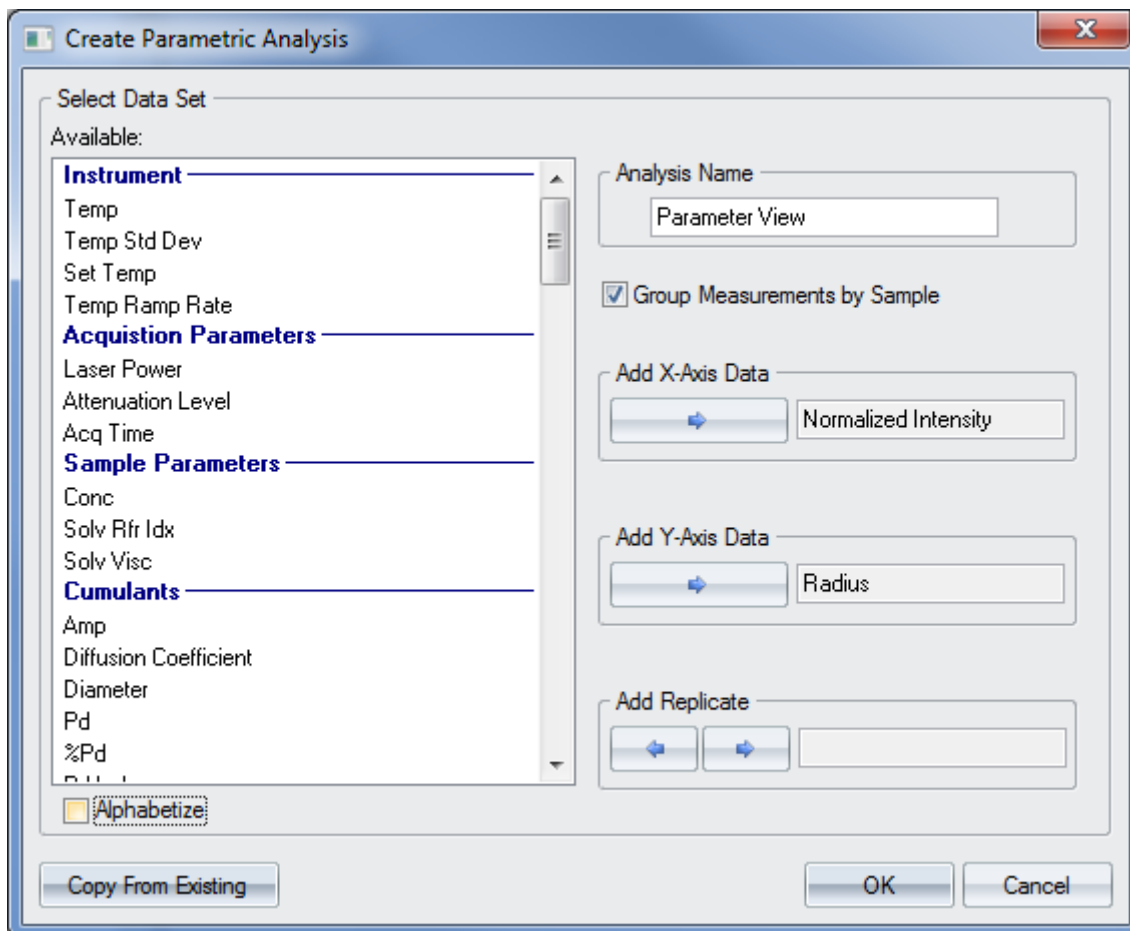 Create Parametric Analysis
Select Data Set
Available:
Instrument
Temp
Temp Std Dev
Set Temp
Temp Ramp Rate
Acquistion Parameters
Laser Power
Attenuation Level
Acq Time
Sample Parameters
Conc
Solv Rfr Idx
Solv Visc
Cumulants
Amp
Diffusion Coefficient
Diameter
Pd
%Pd
Alphabetize
Analysis Name
Parameter View
Group Measurements by Sample
Add X-Axis Data
Normalized Intensity
Add Y-Axis Data
Radius
Add Replicate
Copy From Existing
OK
Cancel